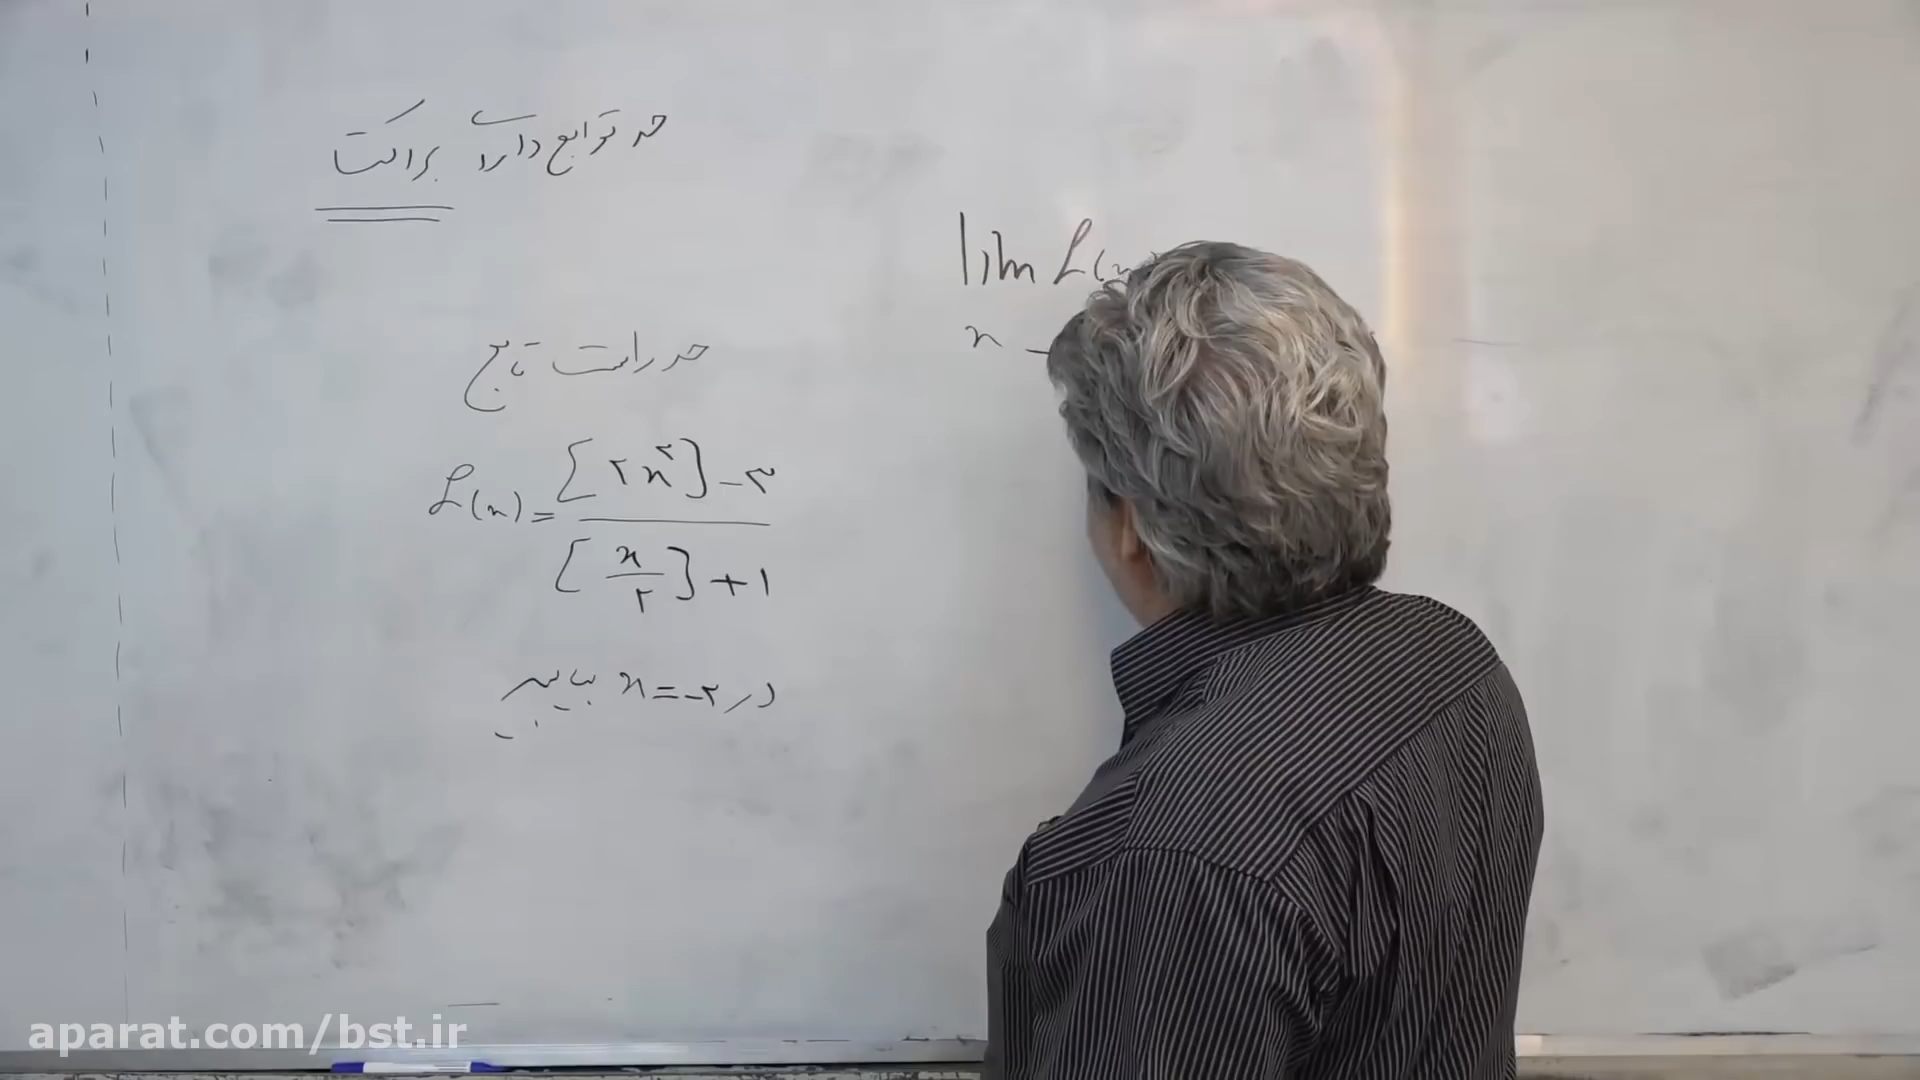 حد توابع دارای براکت
حد راست تابع
f(x) = [۲x²] - ۳ / [x/۲] + ۱
در x = -۲ بیابید
lim f(x)
x →
aparat.com/bst.ir